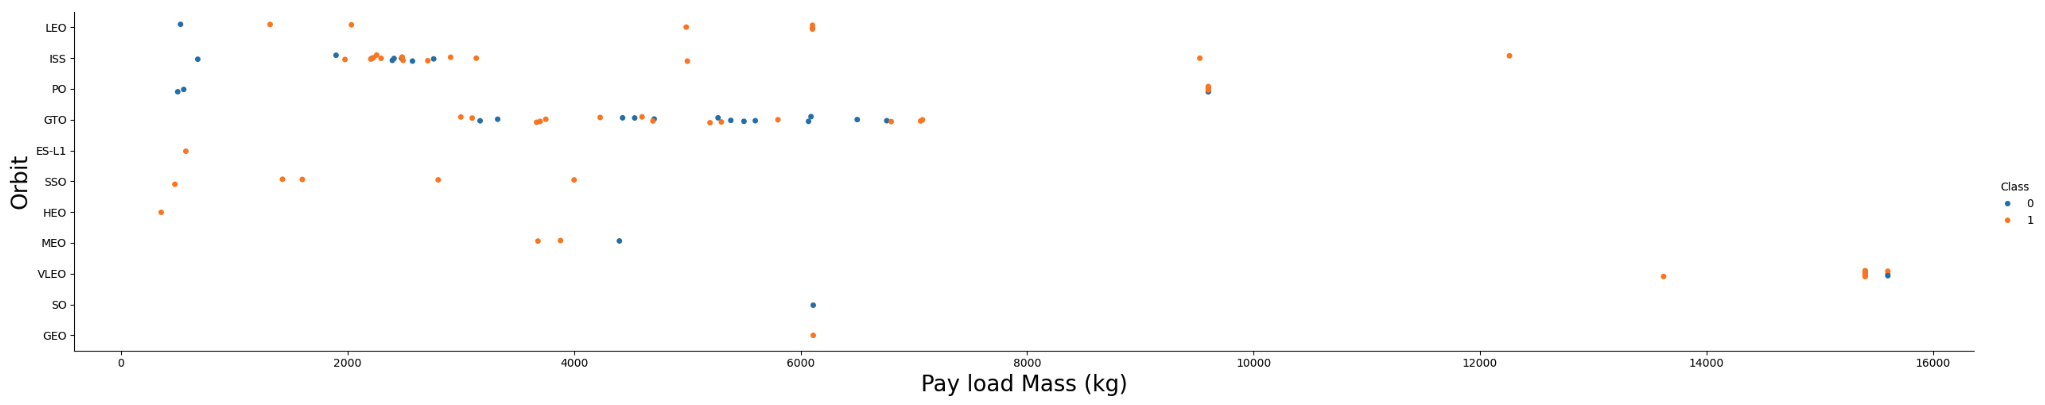 Orbit
LEO
ISS
PO
GTO
ES-L1
SSO
HEO
MEO
VLEO
SO
GEO
0 2000 4000 6000 8000 10000 12000 14000 16000
Pay load Mass (kg)
Class
0
1